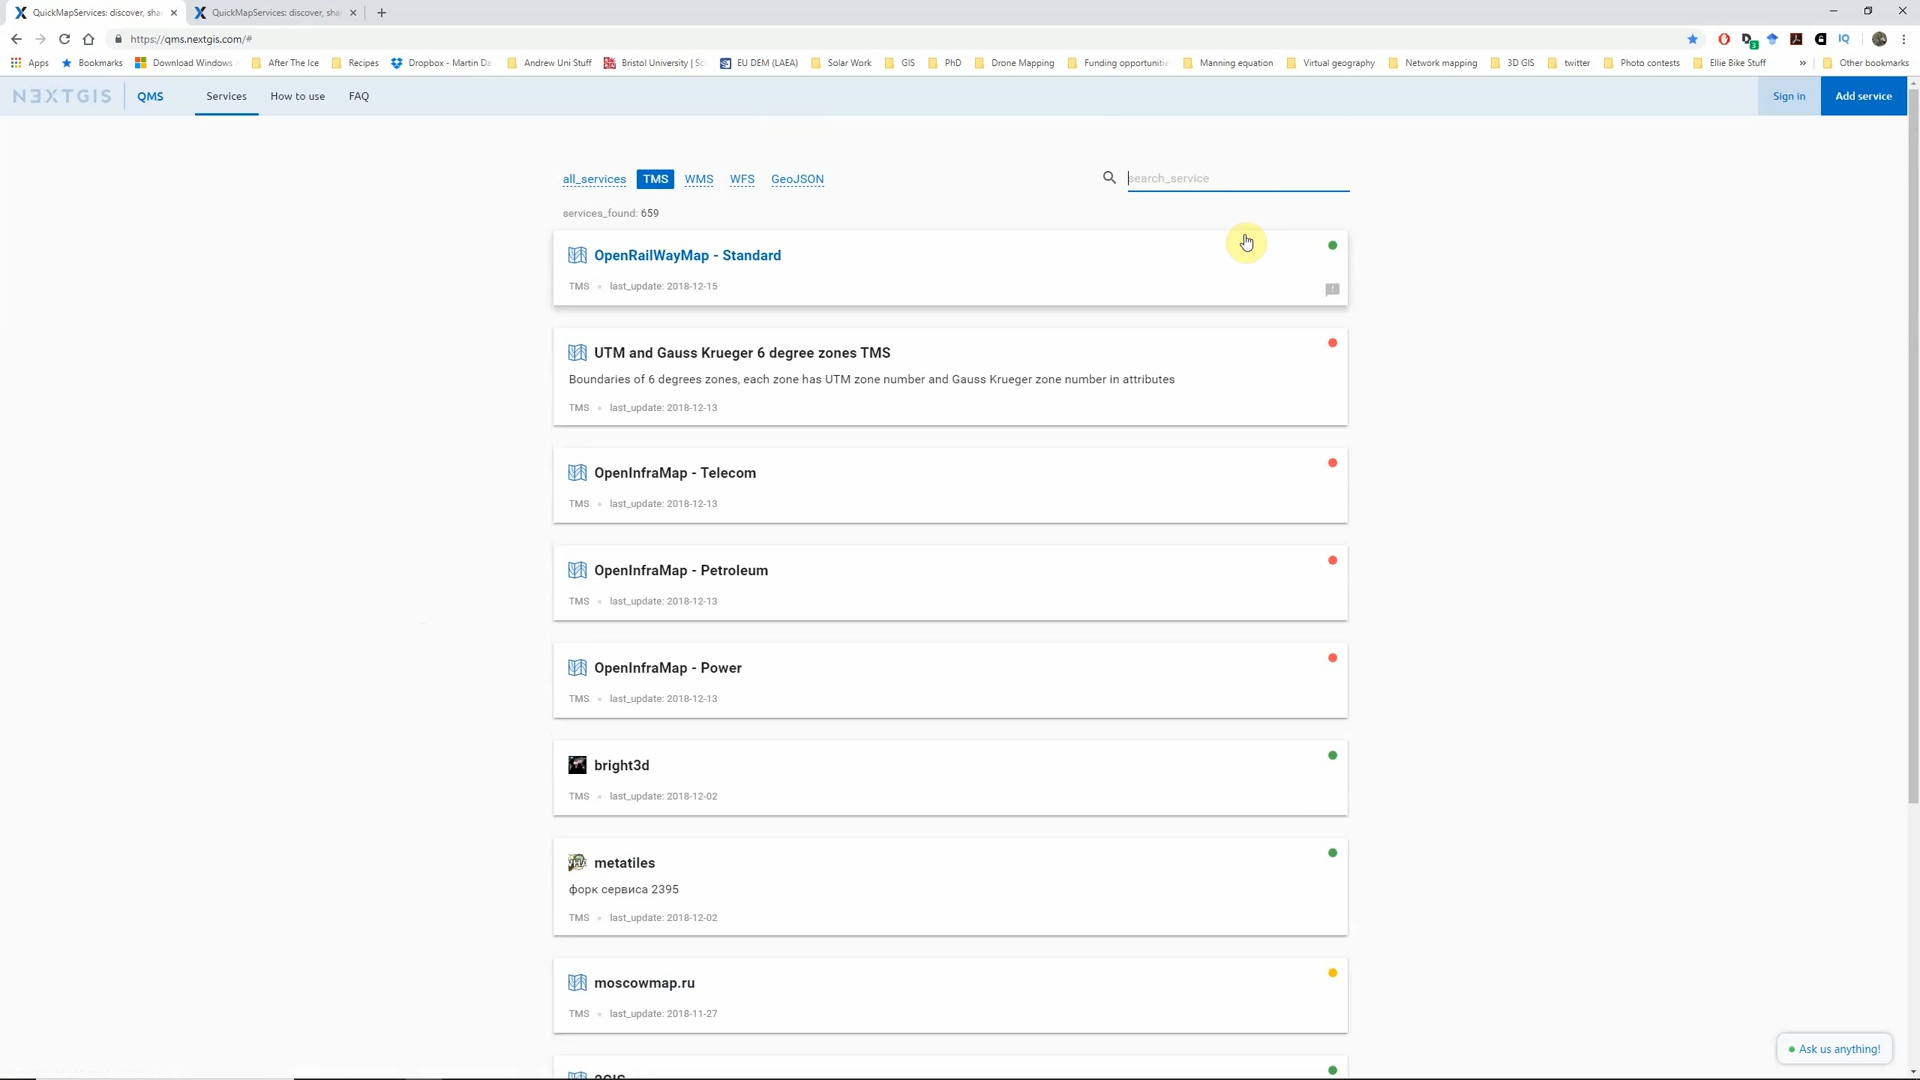 QuickMapServices: discover, sha
QuickMapServices: discover, sha
https://qms.nextgis.com/#
Apps
Bookmarks
Download Windows
After The Ice
Recipes
Dropbox - Martin Da
Andrew Uni Stuff
Bristol University | Sc
EU DEM (LAEA)
Solar Work
GIS
PhD
Drone Mapping
Funding opportunitie
Manning equation
Virtual geography
Network mapping
3D GIS
twitter
Photo contests
Ellie Bike Stuff
»
Other bookmarks
NEXTGIS
QMS
Services
How to use
FAQ
Sign in
Add service
all_services
TMS
WMS
WFS
GeoJSON
search_service
services_found: 659
OpenRailWayMap - Standard
TMS
last_update: 2018-12-15
UTM and Gauss Krueger 6 degree zones TMS
Boundaries of 6 degrees zones, each zone has UTM zone number and Gauss Krueger zone number in attributes
TMS
last_update: 2018-12-13
OpenInfraMap - Telecom
TMS
last_update: 2018-12-13
OpenInfraMap - Petroleum
TMS
last_update: 2018-12-13
OpenInfraMap - Power
TMS
last_update: 2018-12-13
bright3d
TMS
last_update: 2018-12-02
metatiles
форк сервиса 2395
TMS
last_update: 2018-12-02
moscowmap.ru
TMS
last_update: 2018-11-27
2GIS
Ask us anything!